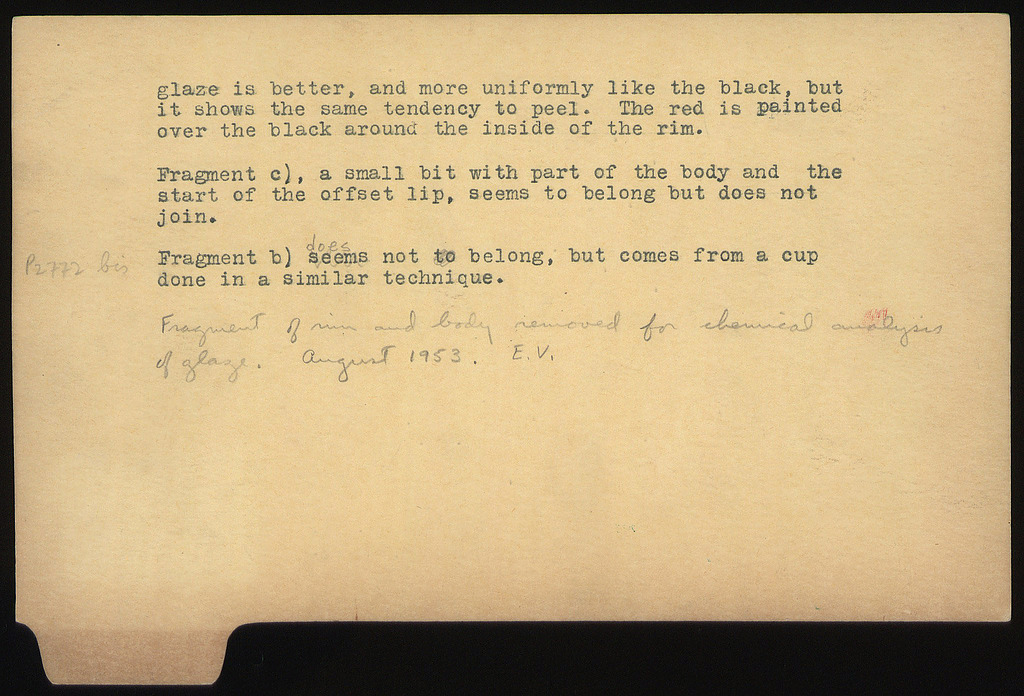 glaze is better, and more uniformly like the black, but
it shows the same tendency to peel. The red is painted
over the black around the inside of the rim.
Fragment c), a small bit with part of the body and the
start of the offset lip, seems to belong but does not
join.
does
P2772 bis Fragment b) seems not to belong, but comes from a cup
done in a similar technique.
Fragment of rim and body removed for chemical analysis
of glaze. August 1953. E.V.